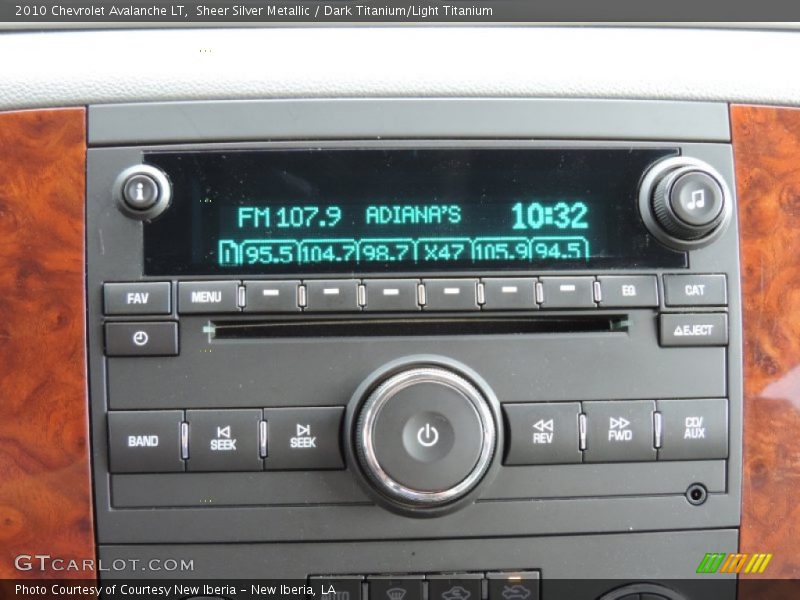 2010 Chevrolet Avalanche LT, Sheer Silver Metallic / Dark Titanium/Light Titanium
i
FM 107.9 ADIANA'S 10:32
1 95.5 104.7 98.7 X47 105.9 94.5
FAV MENU EQ CAT
EJECT
BAND SEEK SEEK REV FWD CD/AUX
GTCARLOT.COM
Photo Courtesy of Courtesy New Iberia – New Iberia, LA